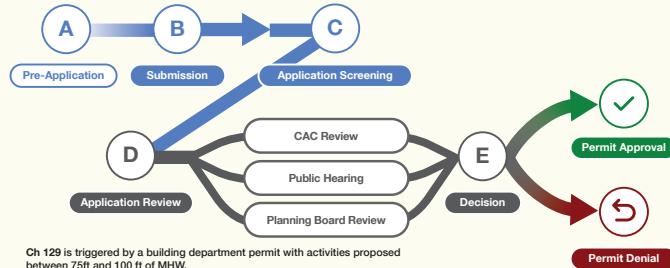 A
B
C
Pre-Application
Submission
Application Screening
D
CAC Review
Public Hearing
Planning Board Review
E
Application Review
Decision
Permit Approval
Permit Denial
Ch 129 is triggered by a building department permit with activities proposed
between 75ft and 100 ft of MHW.